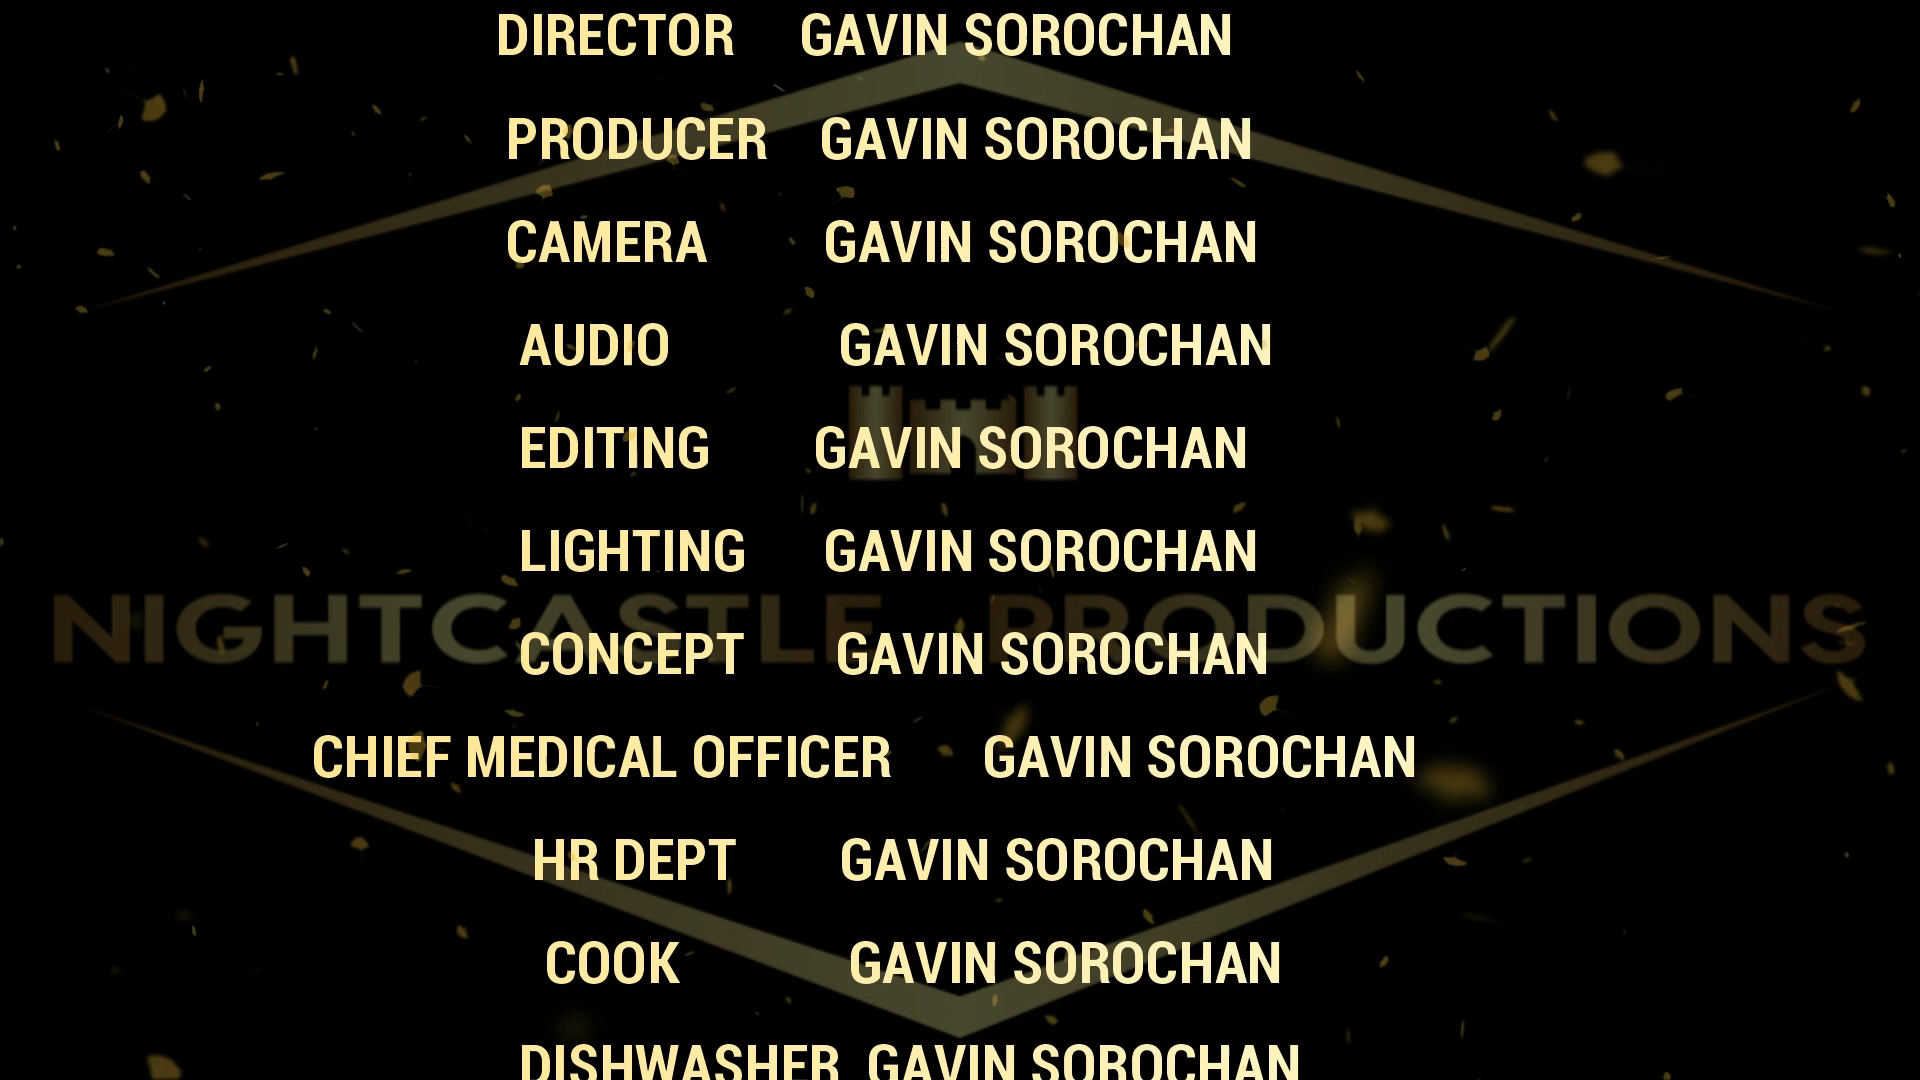 DIRECTOR GAVIN SOROCHAN
PRODUCER GAVIN SOROCHAN
CAMERA GAVIN SOROCHAN
AUDIO GAVIN SOROCHAN
EDITING GAVIN SOROCHAN
LIGHTING GAVIN SOROCHAN
NIGHTCASTLE PRODUCTIONS
CONCEPT GAVIN SOROCHAN
CHIEF MEDICAL OFFICER GAVIN SOROCHAN
HR DEPT GAVIN SOROCHAN
COOK GAVIN SOROCHAN
DISHWASHER GAVIN SOROCHAN